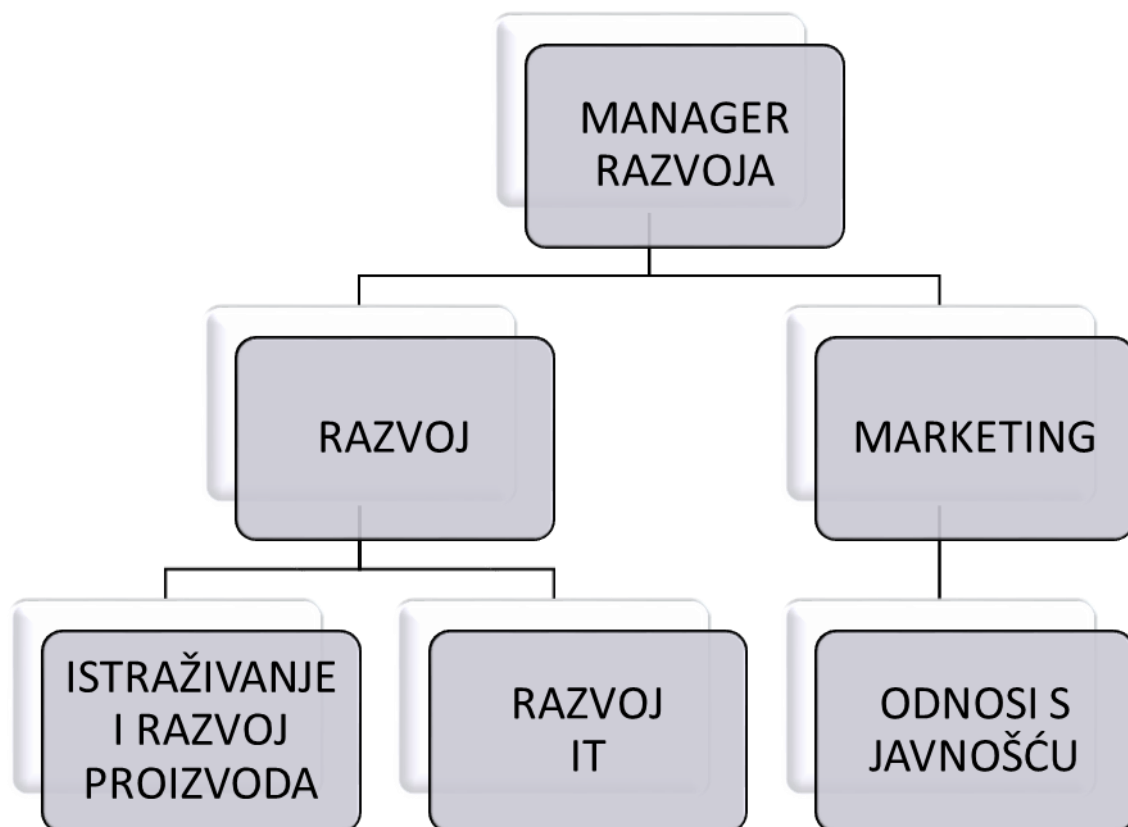 MANAGER
RAZVOJA
RAZVOJ
MARKETING
ISTRAŽIVANJE
I RAZVOJ
PROIZVODA
RAZVOJ
IT
ODNOSI S
JAVNOŠĆU